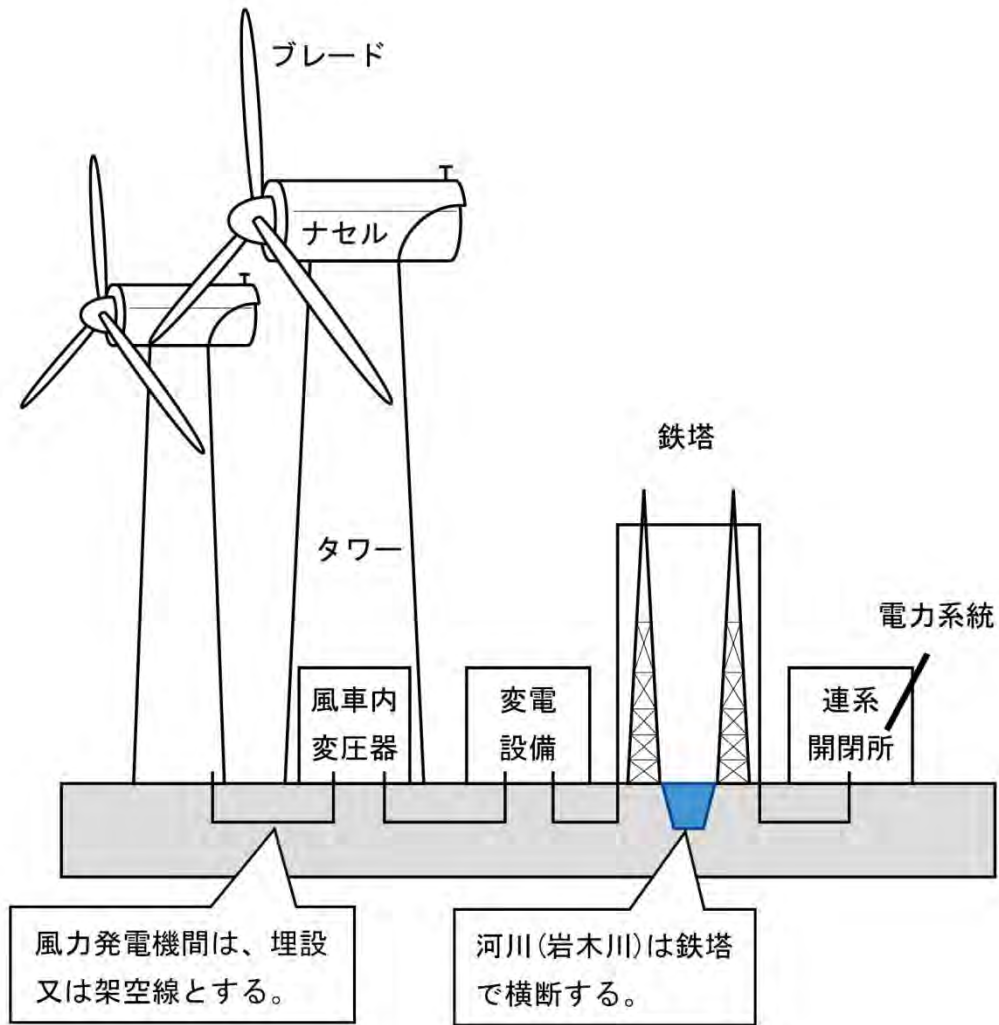 ブレード
ナセル
鉄塔
タワー
電力系統
風車内
変圧器
変電
設備
連系
開閉所
風力発電機間は、埋設
又は架空線とする。
河川(岩木川)は鉄塔
で横断する。